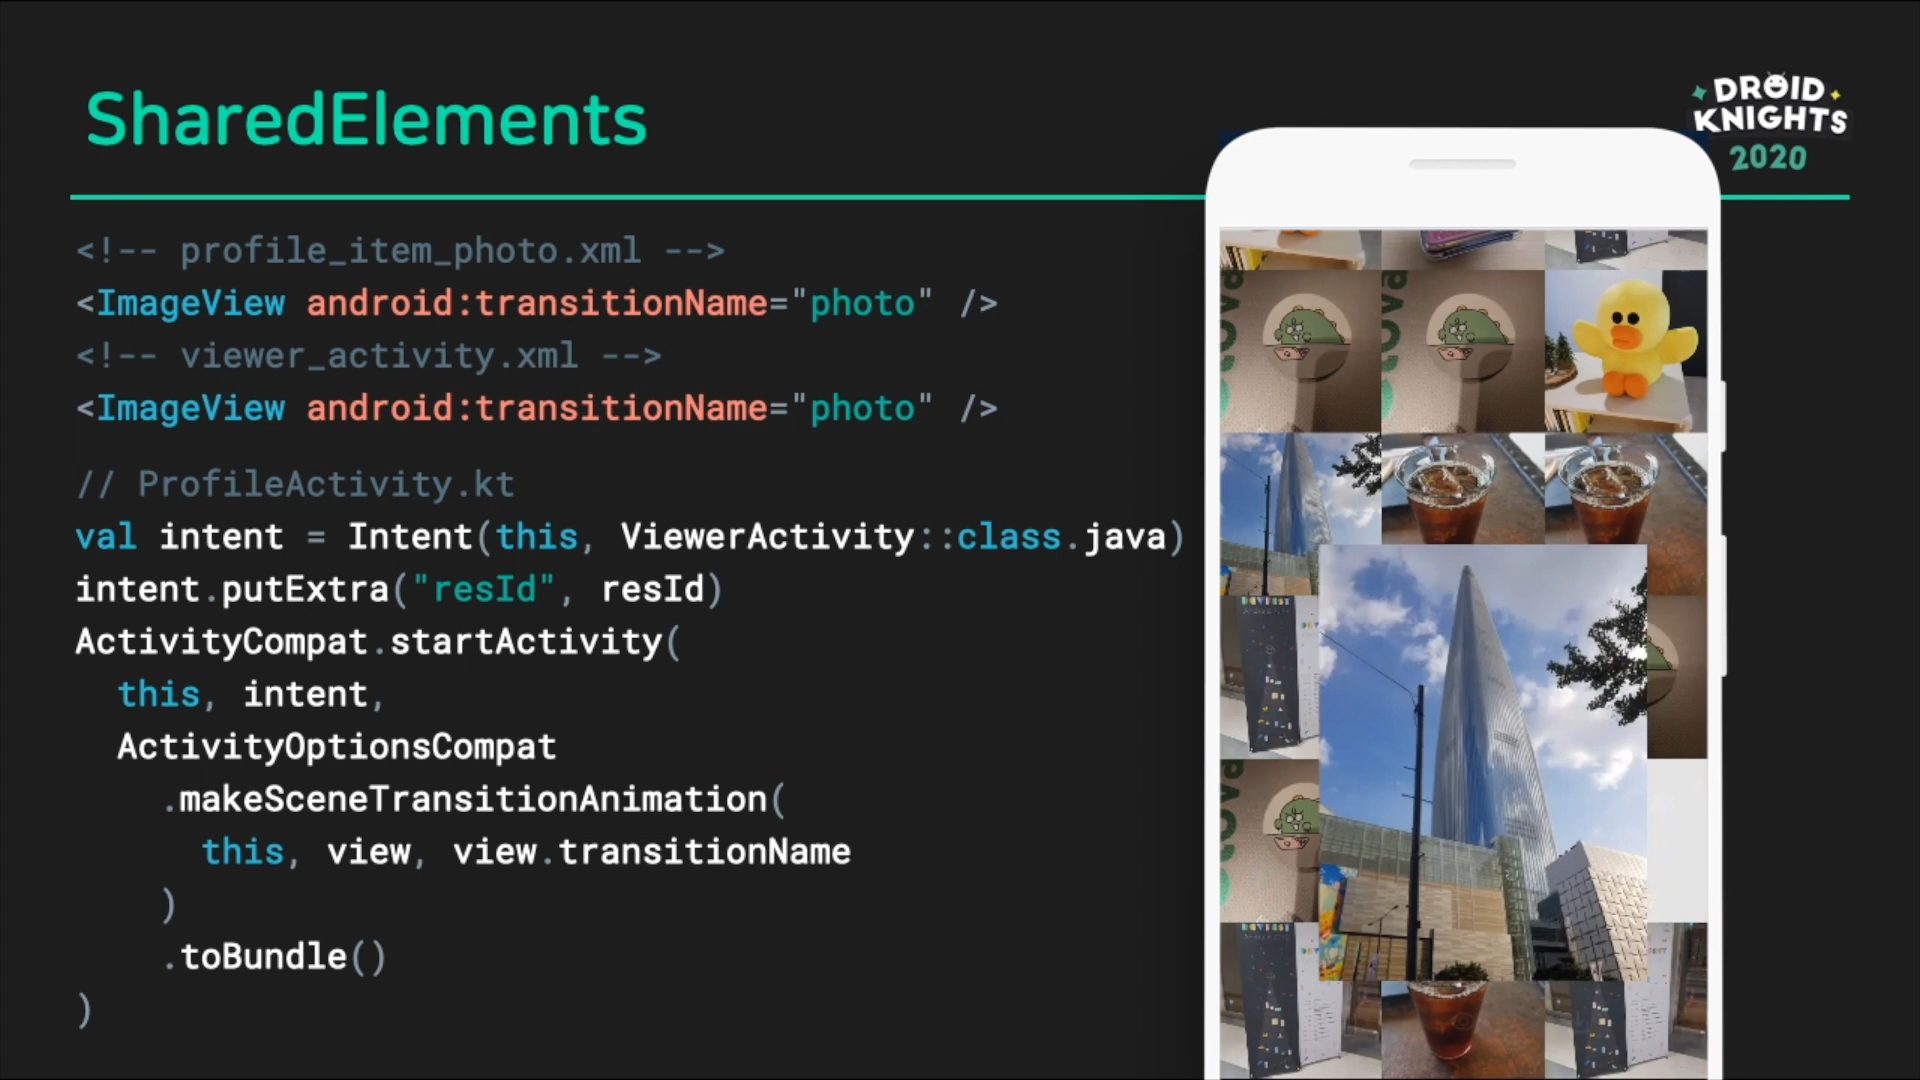 SharedElements
DROID
KNIGHTS
2020
<!-- profile_item_photo.xml -->
<ImageView android:transitionName="photo" />
<!-- viewer_activity.xml -->
<ImageView android:transitionName="photo" />
// ProfileActivity.kt
val intent = Intent(this, ViewerActivity::class.java)
intent.putExtra("resId", resId)
ActivityCompat.startActivity(
this, intent,
ActivityOptionsCompat
.makeSceneTransitionAnimation(
this, view, view.transitionName
)
.toBundle()
)